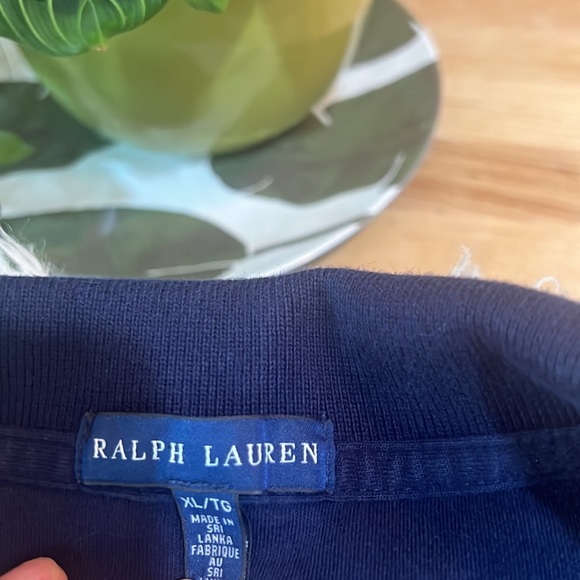 RALPH LAUREN
XL/TG
MADE IN
SRI
LANKA
FABRIQUE
AU
SRI